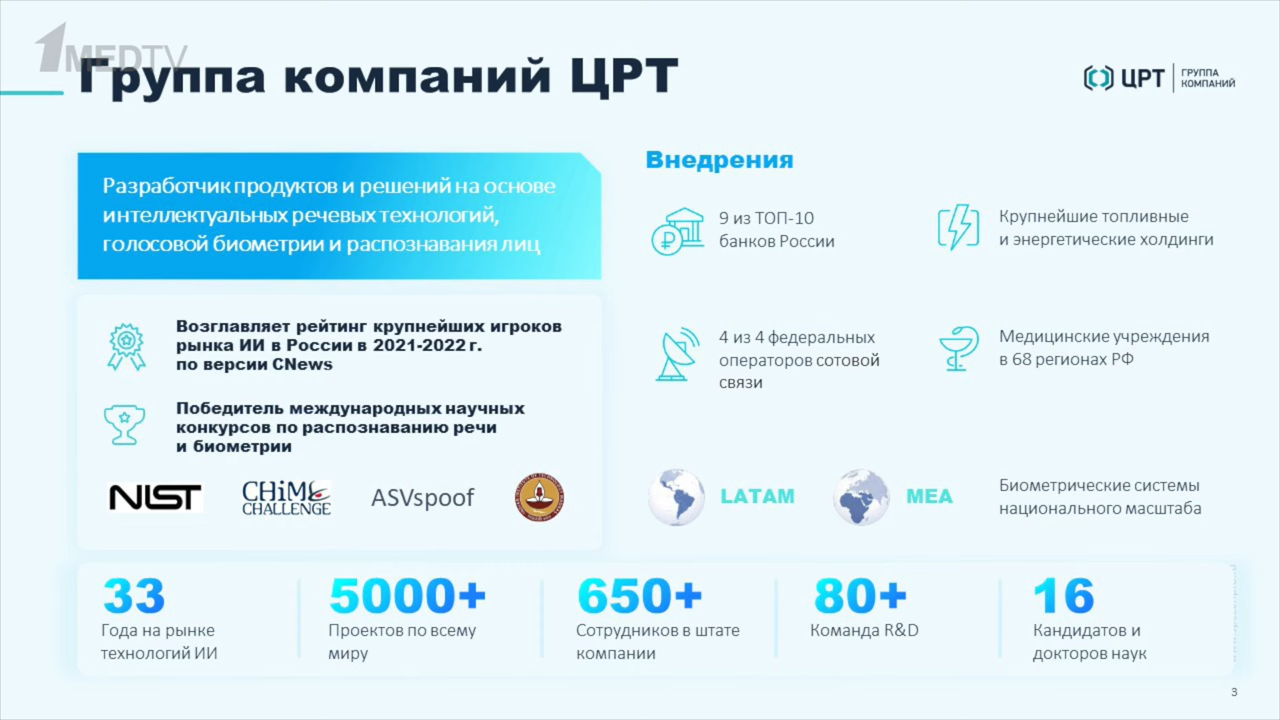 1MEDTV
Группа компаний ЦРТ
ЦРТ
ГРУППА
КОМПАНИЙ
Разработчик продуктов и решений на основе
интеллектуальных речевых технологий,
голосовой биометрии и распознавания лиц
Возглавляет рейтинг крупнейших игроков
рынка ИИ в России в 2021-2022 г.
по версии CNews
Победитель международных научных
конкурсов по распознаванию речи
и биометрии
NIST
CHiME
CHALLENGE
ASVspoof
Внедрения
9 из ТОП-10
банков России
Крупнейшие топливные
и энергетические холдинги
4 из 4 федеральных
операторов сотовой
связи
Медицинские учреждения
в 68 регионах РФ
LATAM
MEA
Биометрические системы
национального масштаба
33
Года на рынке
технологий ИИ
5000+
Проектов по всему
миру
650+
Сотрудников в штате
компании
80+
Команда R&D
16
Кандидатов и
докторов наук
3